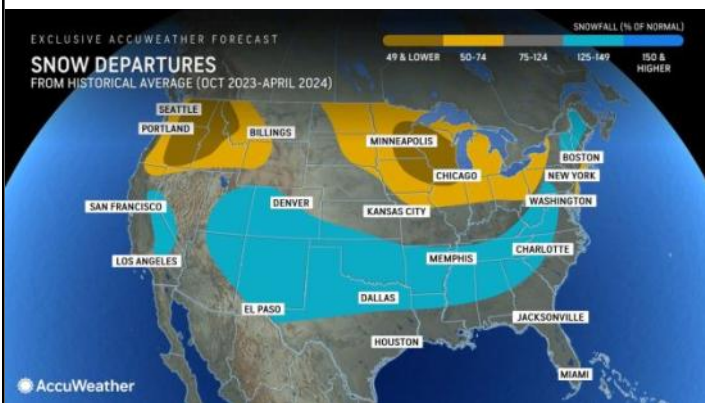 EXCLUSIVE ACCUWEATHER FORECAST
SNOW DEPARTURES
FROM HISTORICAL AVERAGE (OCT 2023-APRIL 2024)
SNOWFALL (% OF NORMAL)
49 & LOWER
50-74
75-124
125-149
150 &
HIGHER
SEATTLE
PORTLAND
BILLINGS
MINNEAPOLIS
BOSTON
CHICAGO
NEW YORK
SAN FRANCISCO
DENVER
KANSAS CITY
WASHINGTON
LOS ANGELES
MEMPHIS
CHARLOTTE
EL PASO
DALLAS
JACKSONVILLE
HOUSTON
MIAMI
AccuWeather